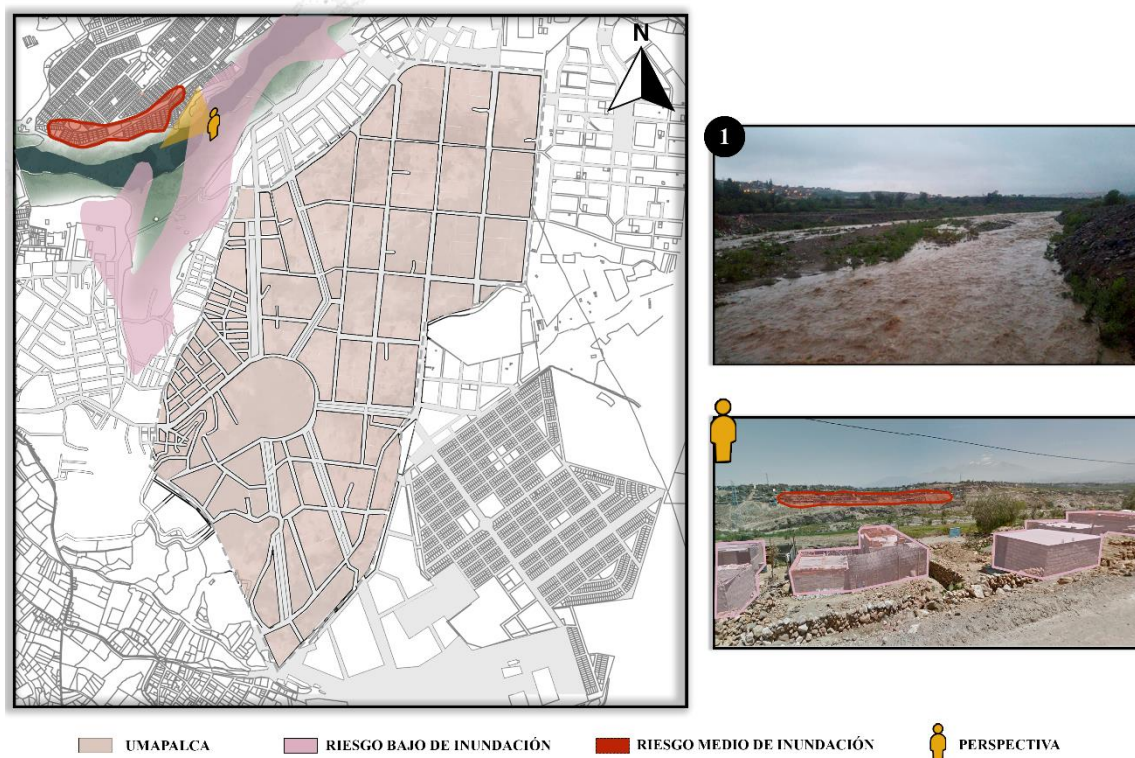 N
1
UMAPALCA
RIESGO BAJO DE INUNDACIÓN
RIESGO MEDIO DE INUNDACIÓN
PERSPECTIVA